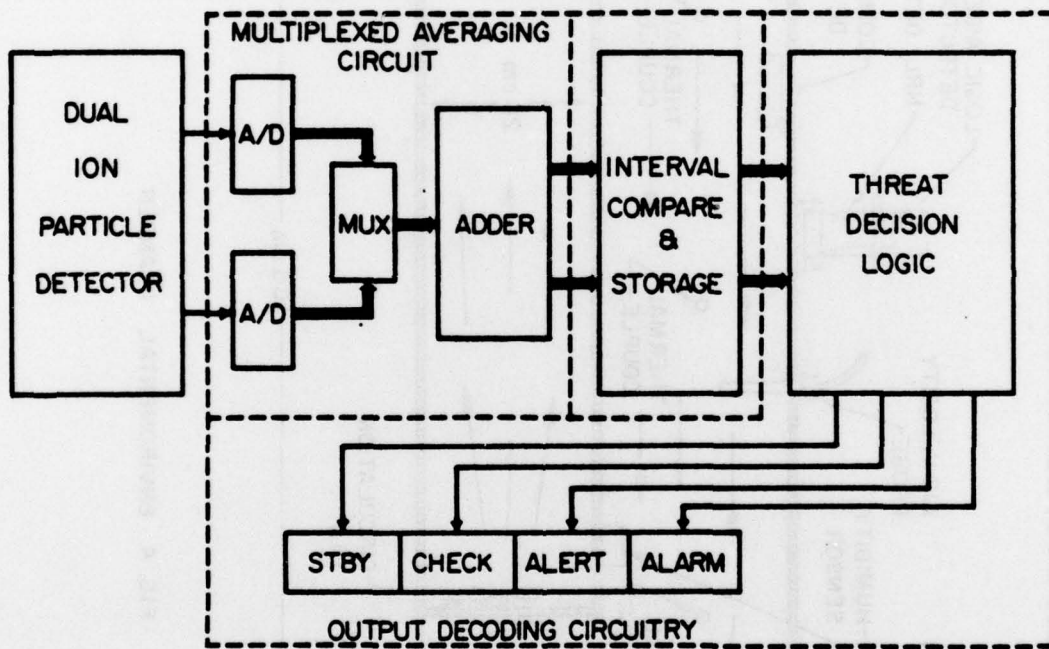 MULTIPLEXED AVERAGING
CIRCUIT
DUAL
ION
PARTICLE
DETECTOR
A/D
A/D
MUX
ADDER
INTERVAL
COMPARE
&
STORAGE
THREAT
DECISION
LOGIC
STBY
CHECK
ALERT
ALARM
OUTPUT DECODING CIRCUITRY